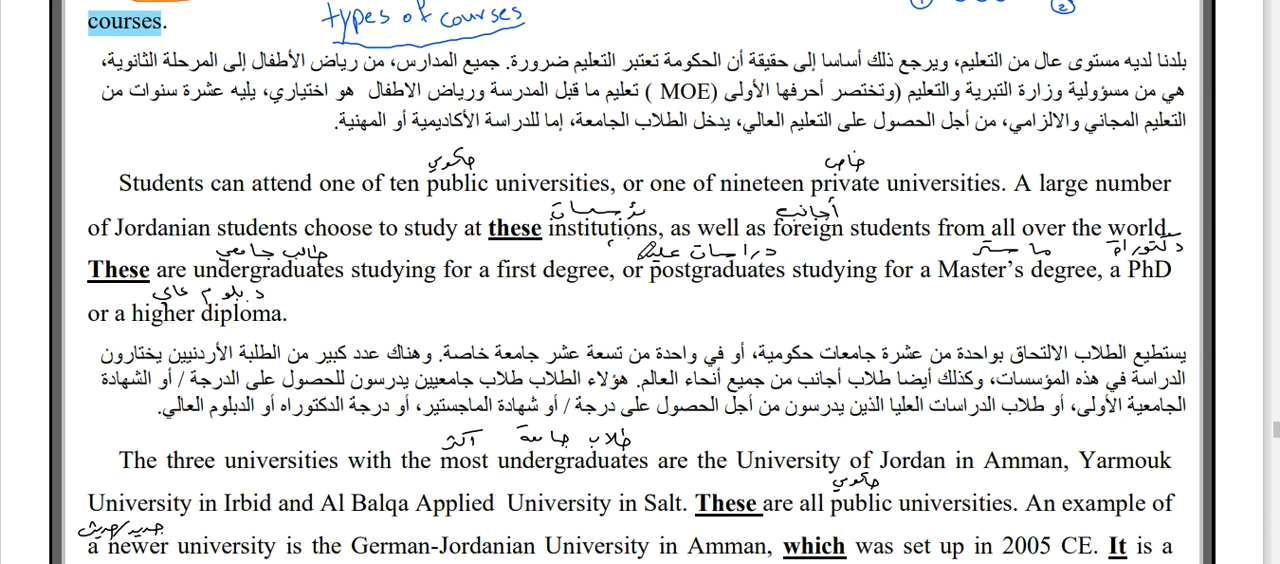 courses.
types of courses
بلدنا لديه مستوى عال من التعليم، ويرجع ذلك أساسا إلى حقيقة أن الحكومة تعتبر التعليم ضرورة. جميع المدارس، من رياض الأطفال إلى المرحلة الثانوية،
هي من مسؤولية وزارة التبرية والتعليم (وتختصر أحرفها الأولى (MOE ) تعليم ما قبل المدرسة ورياض الاطفال هو اختياري، يليه عشرة سنوات من
التعليم المجاني والالزامي، من أجل الحصول على التعليم العالي، يدخل الطلاب الجامعة، إما للدراسة الأكاديمية أو المهنية.
حكومي خاص
Students can attend one of ten public universities, or one of nineteen private universities. A large number
مؤسسات أجانب
of Jordanian students choose to study at these institutions, as well as foreign students from all over the world.
طالب جامعي دراسات عليا ماستر دكتوراه
These are undergraduates studying for a first degree, or postgraduates studying for a Master's degree, a PhD
دبلوم عالي
or a higher diploma.
يستطيع الطلاب الالتحاق بواحدة من عشرة جامعات حكومية، أو في واحدة من تسعة عشر جامعة خاصة. وهناك عدد كبير من الطلبة الأردنيين يختارون
الدراسة في هذه المؤسسات، وكذلك أيضا طلاب أجانب من جميع أنحاء العالم. هؤلاء الطلاب طلاب جامعيين يدرسون للحصول على الدرجة / أو الشهادة
الجامعية الأولى، أو طلاب الدراسات العليا الذين يدرسون من أجل الحصول على درجة / أو شهادة الماجستير، أو درجة الدكتوراه أو الدبلوم العالي.
أكثر طلاب جامعة
The three universities with the most undergraduates are the University of Jordan in Amman, Yarmouk
حكومي
University in Irbid and Al Balqa Applied University in Salt. These are all public universities. An example of
جديد/حديث
a newer university is the German-Jordanian University in Amman, which was set up in 2005 CE. It is a